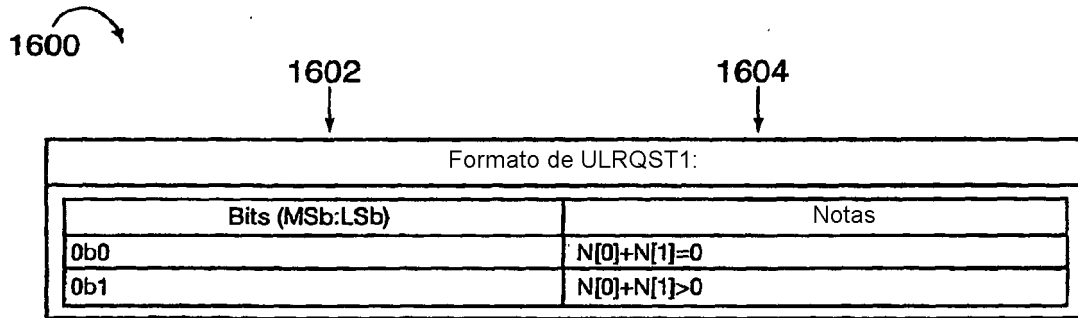 1600
1602 1604
Formato de ULRQST1:
Bits (MSb:LSb) Notas
0b0 N[0]+N[1]=0
0b1 N[0]+N[1]>0